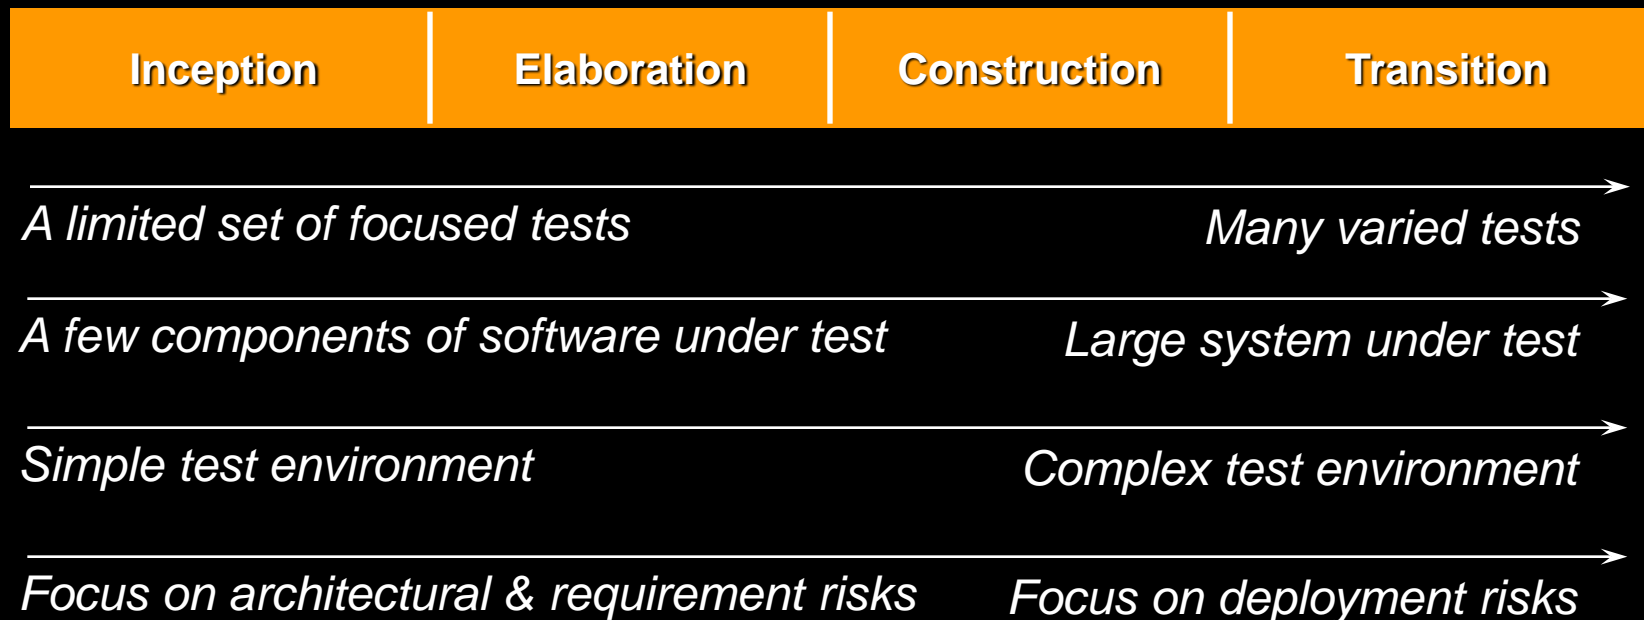 Inception Elaboration Construction Transition
A limited set of focused tests Many varied tests
A few components of software under test Large system under test
Simple test environment Complex test environment
Focus on architectural & requirement risks Focus on deployment risks